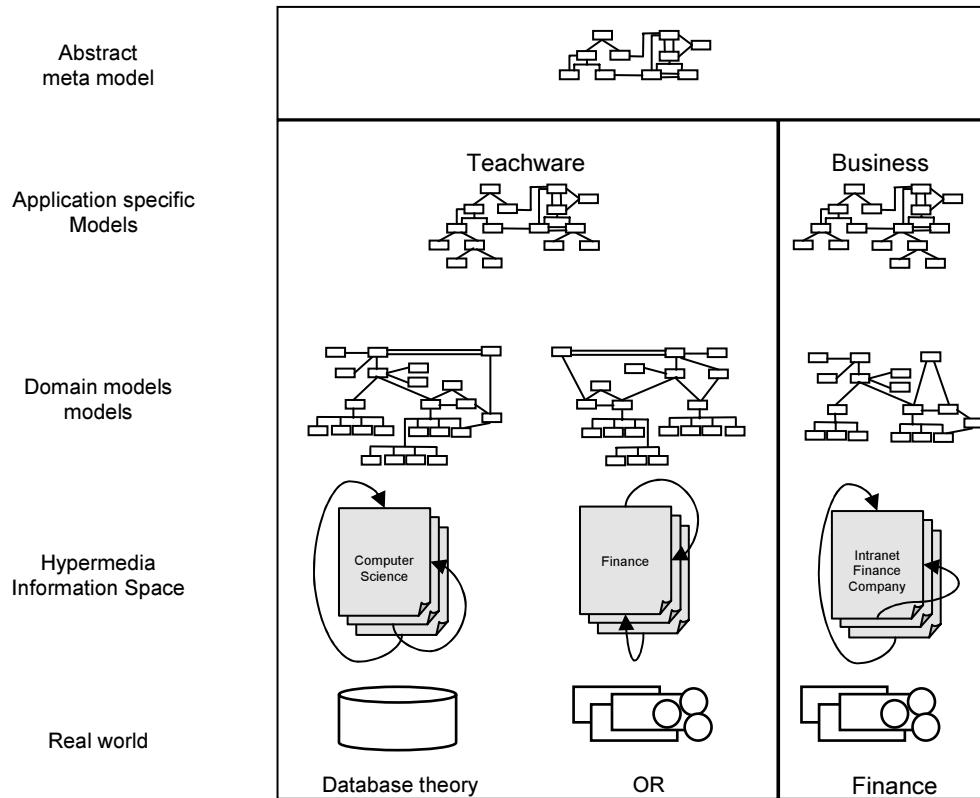 Abstract
meta model
Teachware
Business
Application specific
Models
Domain models
models
Computer
Science
Finance
Intranet
Finance
Company
Hypermedia
Information Space
Real world
Database theory
OR
Finance